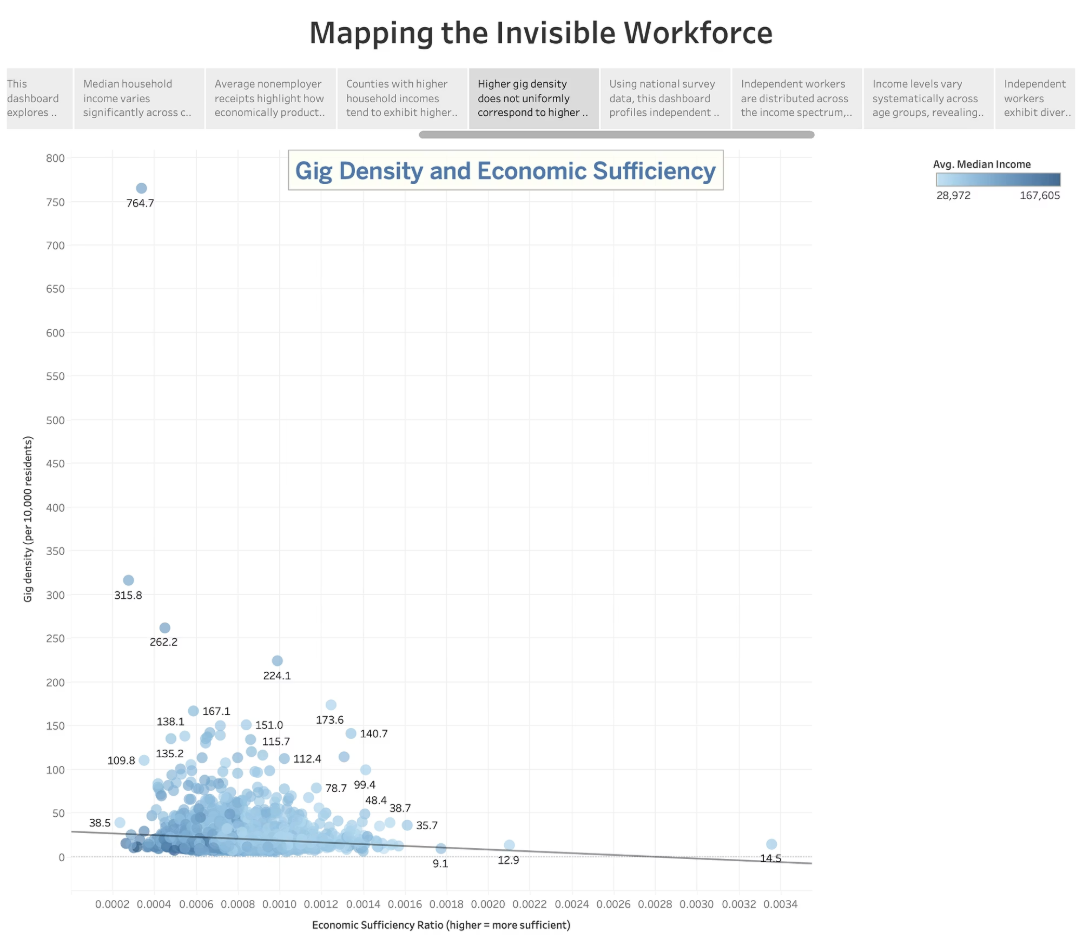 Mapping the Invisible Workforce
This
dashboard
explores ..
Median household
income varies
significantly across c..
Average nonemployer
receipts highlight how
economically product..
Counties with higher
household incomes
tend to exhibit higher..
Higher gig density
does not uniformly
correspond to higher ..
Using national survey
data, this dashboard
profiles independent ..
Independent workers
are distributed across
the income spectrum,..
Income levels vary
systematically across
age groups, revealing..
Independent
workers
exhibit diver..
Gig Density and Economic Sufficiency
Avg. Median Income
28,972 167,605
Gig density (per 10,000 residents)
800
750
700
650
600
550
500
450
400
350
300
250
200
150
100
50
0
764.7
315.8
262.2
224.1
167.1
173.6
138.1
151.0
140.7
115.7
135.2
109.8
112.4
78.7
99.4
48.4
38.7
38.5
35.7
9.1
12.9
14.5
0.0002 0.0004 0.0006 0.0008 0.0010 0.0012 0.0014 0.0016 0.0018 0.0020 0.0022 0.0024 0.0026 0.0028 0.0030 0.0032 0.0034
Economic Sufficiency Ratio (higher = more sufficient)